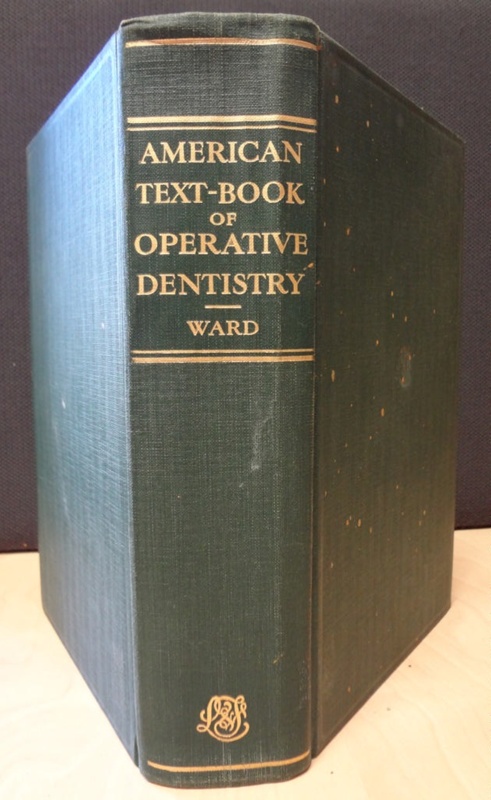 AMERICAN
TEXT-BOOK
OF
OPERATIVE
DENTISTRY
WARD